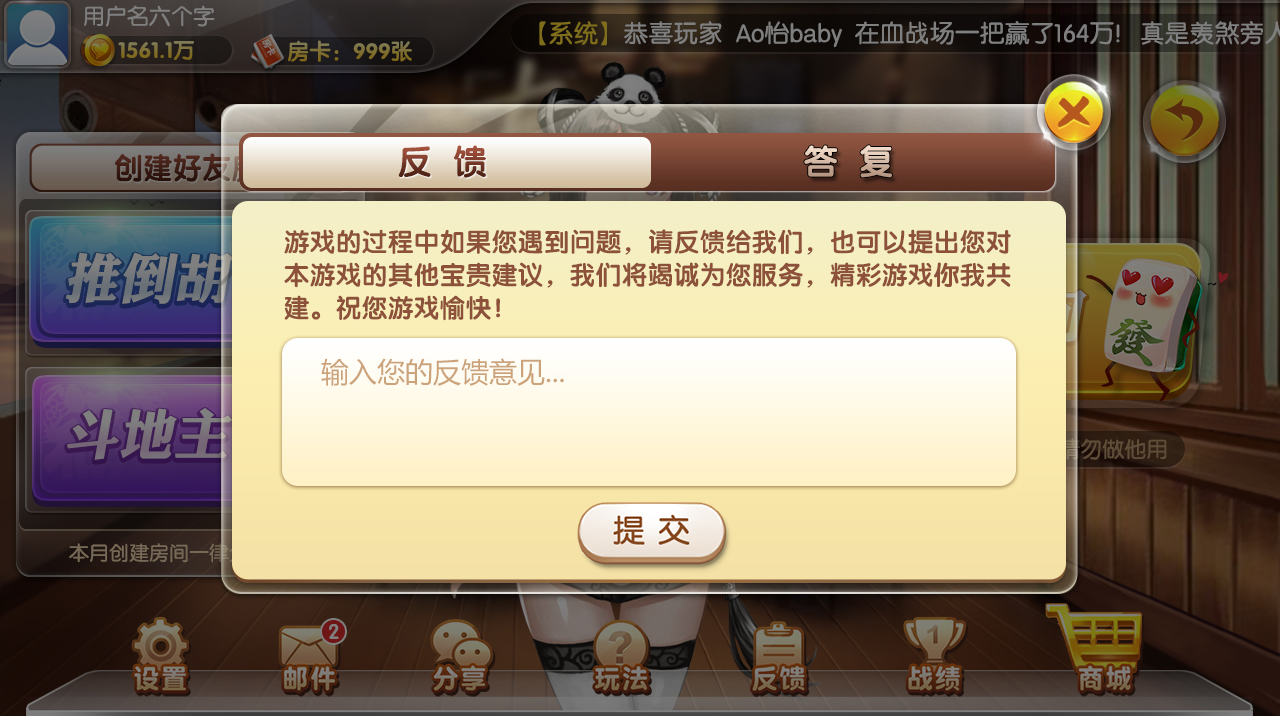 用户名六个字
1561.1万
房卡：999张
【系统】恭喜玩家 Ao怡baby 在血战场一把赢了164万！ 真是羡煞旁人
创建好友
反 馈
答 复
推倒胡
斗地主
發
游戏的过程中如果您遇到问题，请反馈给我们，也可以提出您对
本游戏的其他宝贵建议，我们将竭诚为您服务，精彩游戏你我共
建。祝您游戏愉快！
输入您的反馈意见...
提 交
请勿做他用
本月创建房间一律
2
?
1
设置
邮件
分享
玩法
反馈
战绩
商城